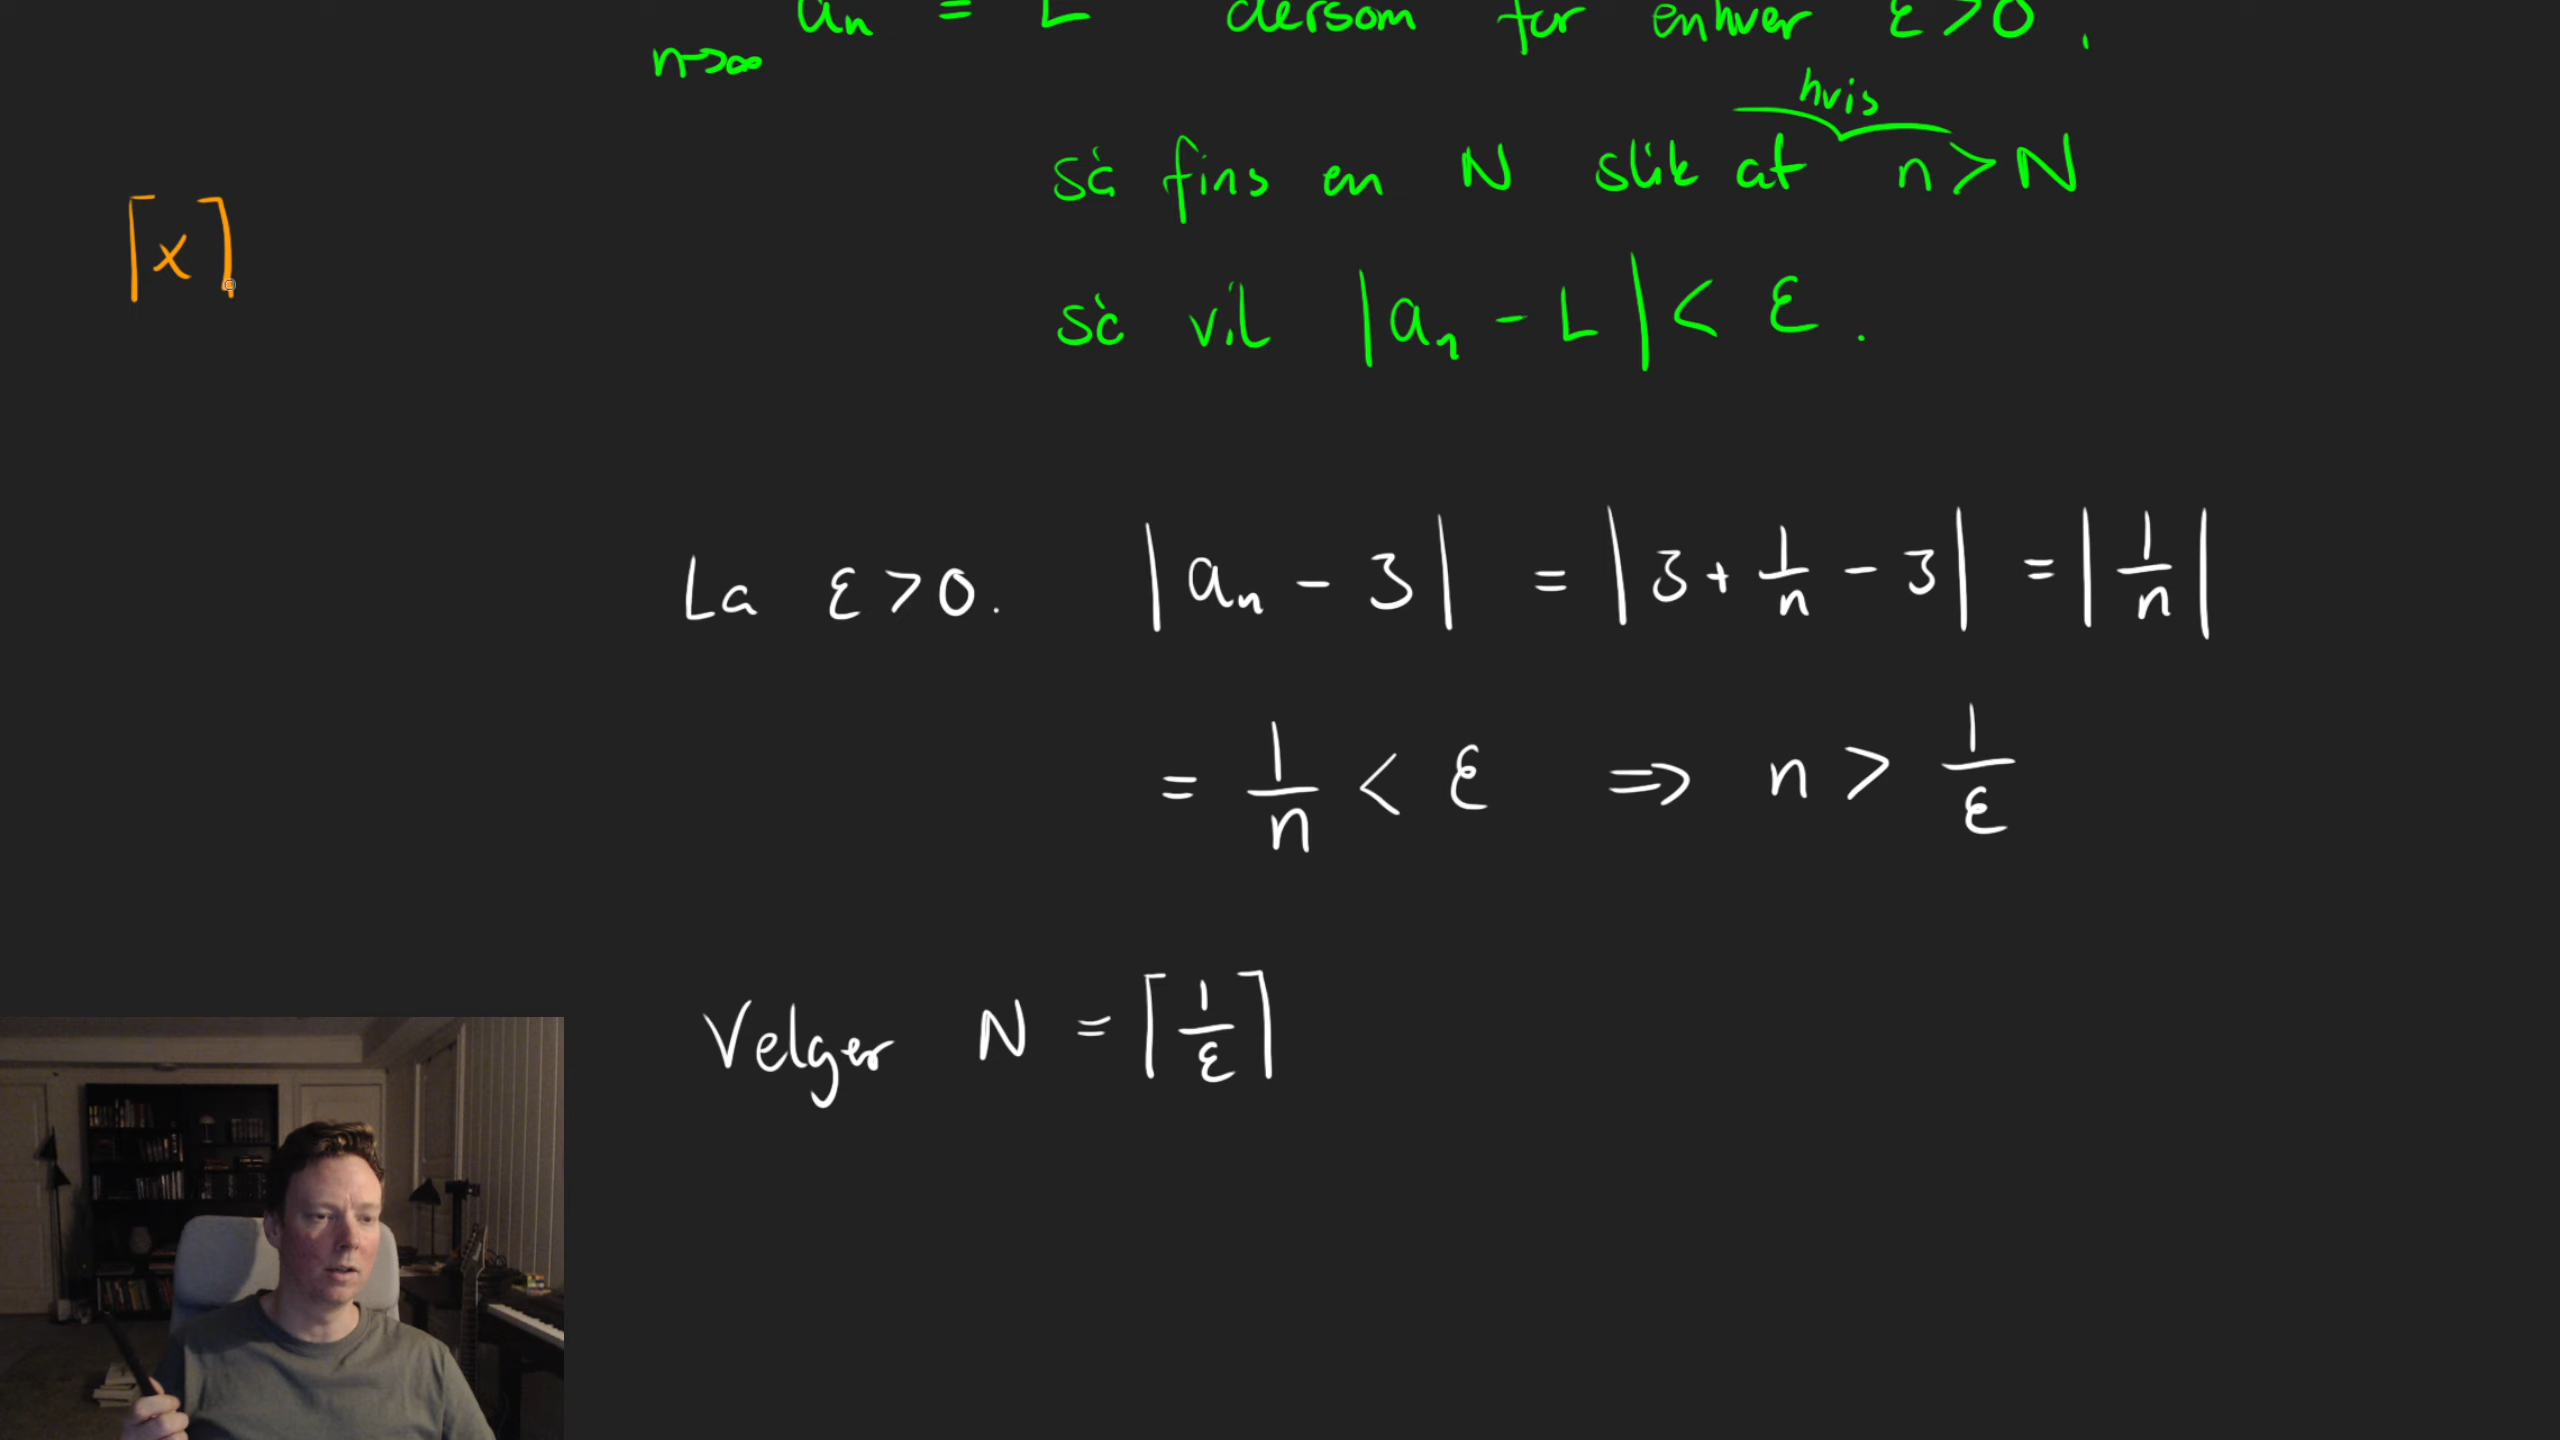 aₙ = L dersom for enhver ε>0,
n→∞
hvis
så fins en N slik at n>N
⌈x⌉
så vil |aₙ - L| < ε.
La ε>0. |aₙ - 3| = |3 + 1/n - 3| = |1/n|
= 1/n < ε ⇒ n > 1/ε
Velger N = ⌈1/ε⌉